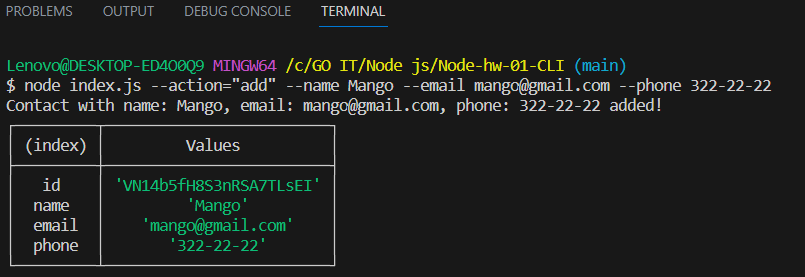 PROBLEMS OUTPUT DEBUG CONSOLE TERMINAL
Lenovo@DESKTOP-ED4O0Q9 MINGW64 /c/GO IT/Node js/Node-hw-01-CLI (main)
$ node index.js --action="add" --name Mango --email mango@gmail.com --phone 322-22-22
Contact with name: Mango, email: mango@gmail.com, phone: 322-22-22 added!
(index) Values
id 'VN14b5fH8S3nRSA7TLsEI'
name 'Mango'
email 'mango@gmail.com'
phone '322-22-22'